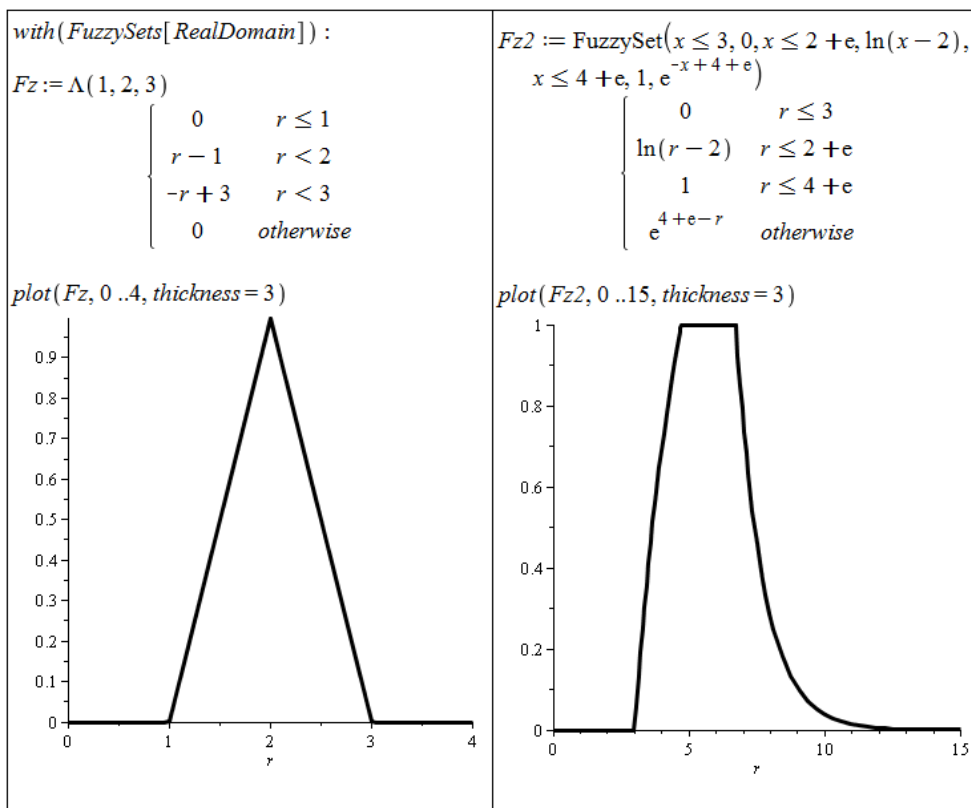 with(FuzzySets[RealDomain]) :
Fz := Λ(1, 2, 3)
0 r ≤ 1
r − 1 r < 2
-r + 3 r < 3
0 otherwise
plot(Fz, 0 ..4, thickness = 3)
0.9
0.8
0.7
0.6
0.5
0.4
0.3
0.2
0.1
0
0 1 2 3 4
r
Fz2 := FuzzySet(x ≤ 3, 0, x ≤ 2 + e, ln(x − 2),
x ≤ 4 + e, 1, e^(-x + 4 + e))
0 r ≤ 3
ln(r − 2) r ≤ 2 + e
1 r ≤ 4 + e
e^(4 + e − r) otherwise
plot(Fz2, 0 ..15, thickness = 3)
1
0.8
0.6
0.4
0.2
0
0 5 10 15
r